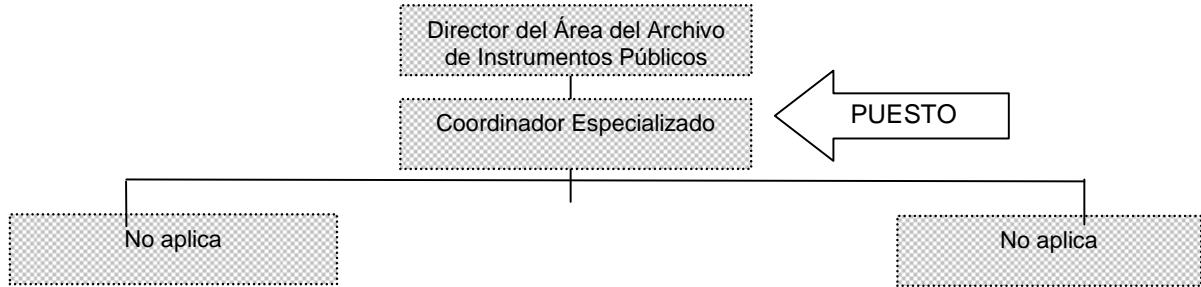 Director del Área del Archivo
de Instrumentos Públicos
Coordinador Especializado
PUESTO
No aplica
No aplica